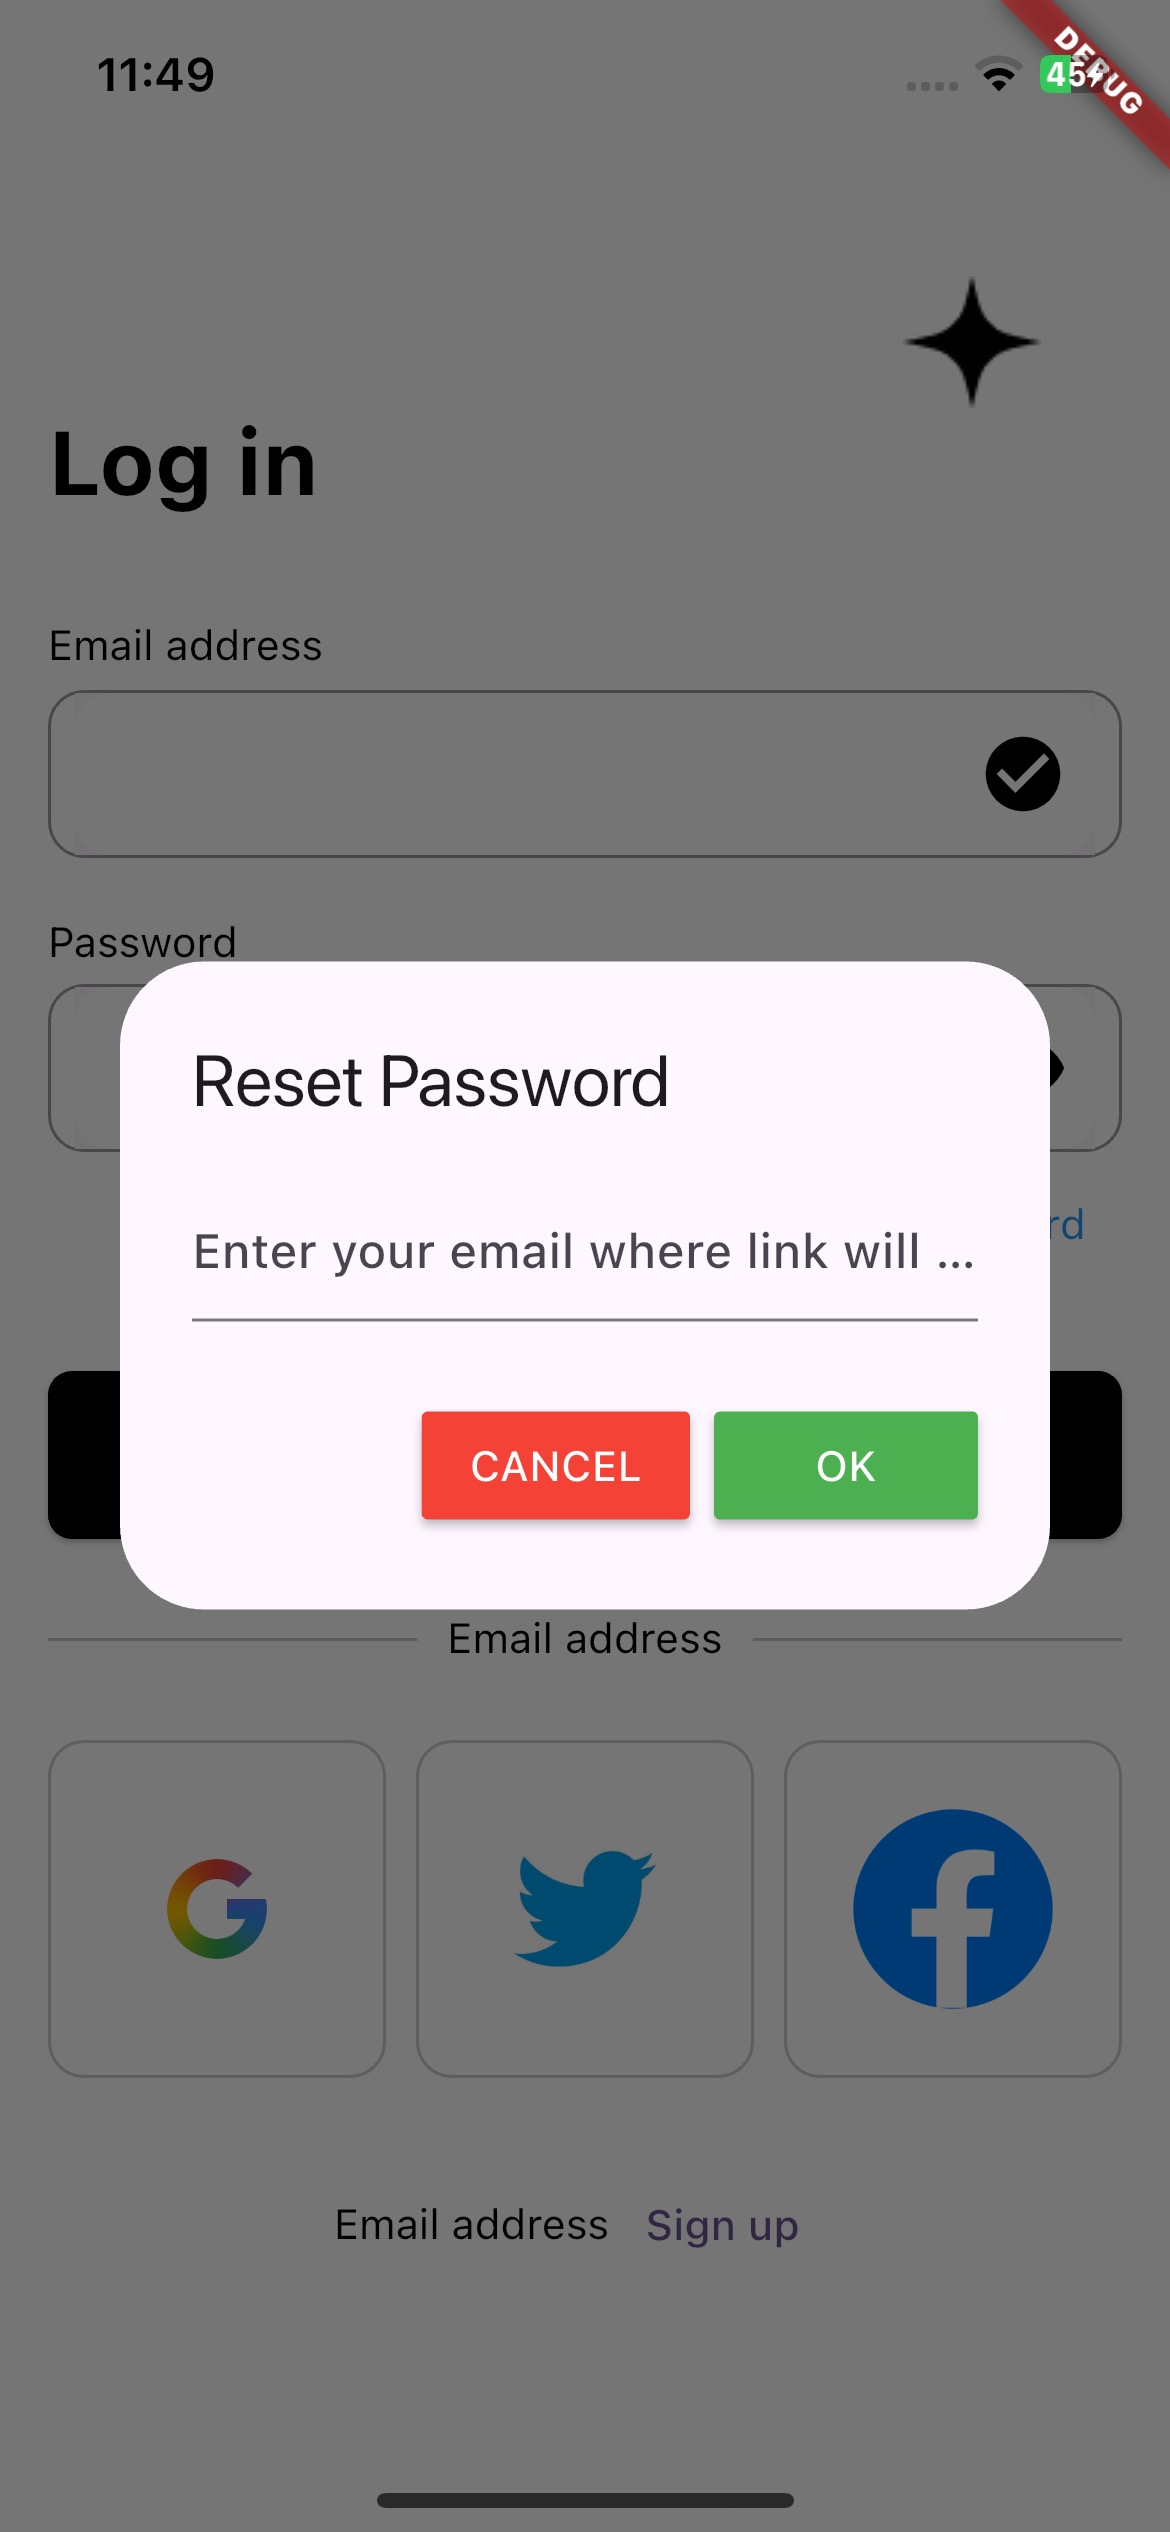 11:49
45
DEBUG
Log in
Email address
Password
Reset Password
rd
Enter your email where link will ...
CANCEL
OK
Email address
Email address Sign up